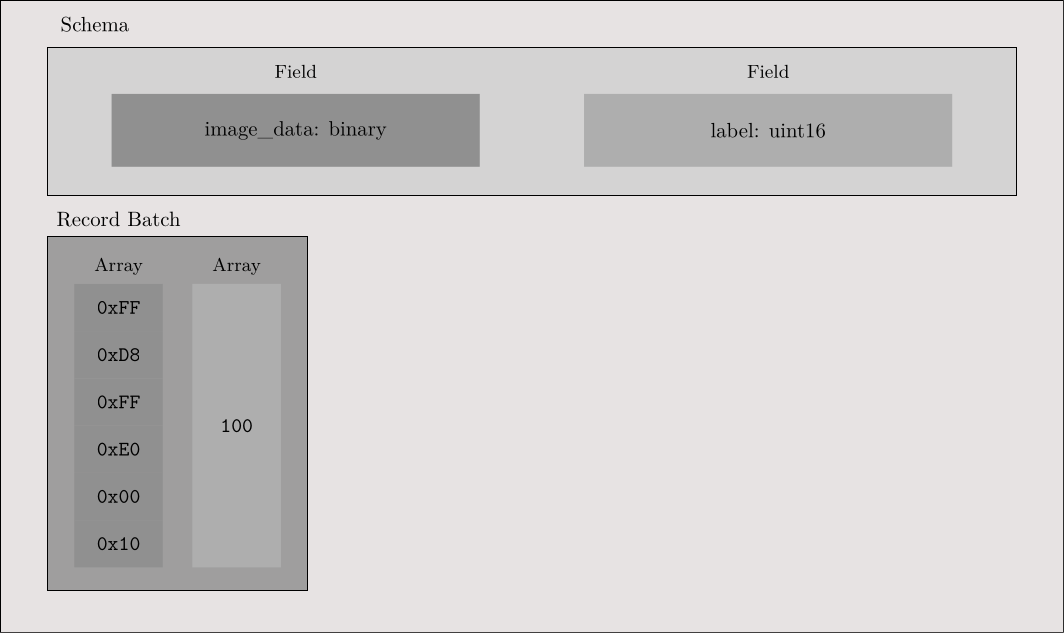 Schema
Field
Field
image_data: binary
label: uint16
Record Batch
Array
Array
0xFF
0xD8
0xFF
0xE0
0x00
0x10
100